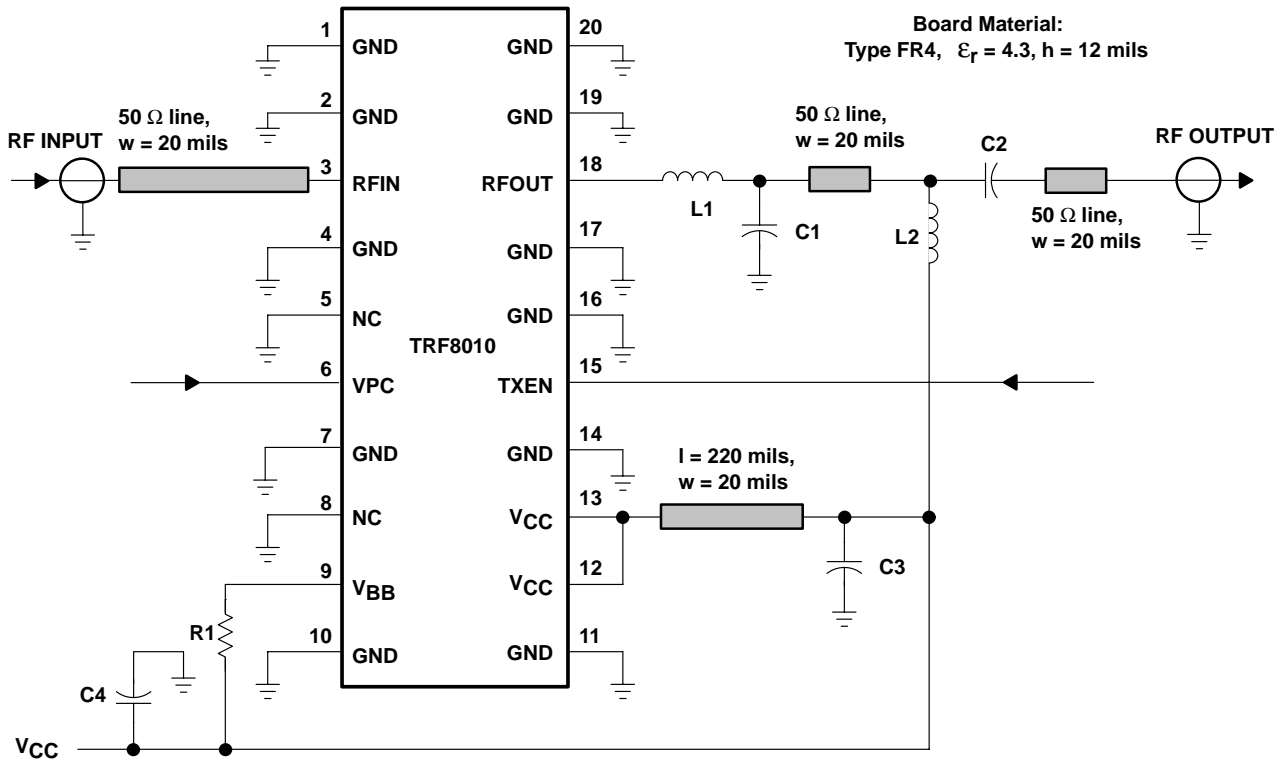 Board Material:
Type FR4, εr = 4.3, h = 12 mils
RF INPUT
50 Ω line,
w = 20 mils
1
GND
2
GND
3
RFIN
4
GND
5
NC
6
VPC
7
GND
8
NC
9
VBB
10
GND
TRF8010
20
GND
19
GND
18
RFOUT
17
GND
16
GND
15
TXEN
14
GND
13
VCC
12
VCC
11
GND
L1
C1
50 Ω line,
w = 20 mils
L2
C2
50 Ω line,
w = 20 mils
RF OUTPUT
l = 220 mils,
w = 20 mils
C3
R1
C4
VCC